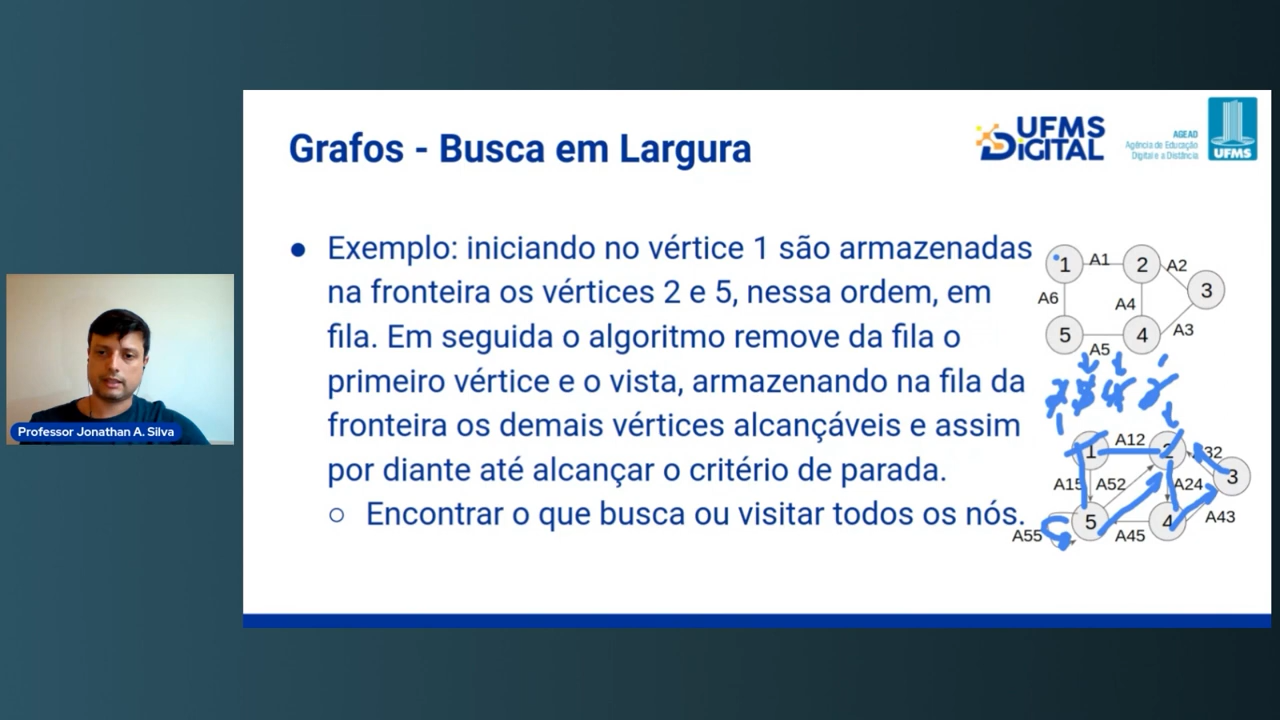 Grafos - Busca em Largura
UFMS
DIGITAL
AGEAD
Agência de Educação
Digital e a Distância
UFMS
● Exemplo: iniciando no vértice 1 são armazenadas
na fronteira os vértices 2 e 5, nessa ordem, em
fila. Em seguida o algoritmo remove da fila o
primeiro vértice e o vista, armazenando na fila da
fronteira os demais vértices alcançáveis e assim
por diante até alcançar o critério de parada.
○ Encontrar o que busca ou visitar todos os nós.
1 A1 2 A2
A6 A4 3
5 A5 4 A3
1 A12 2 A32
A15 A52 A24 3
5 A45 4 A43
A55
Professor Jonathan A. Silva